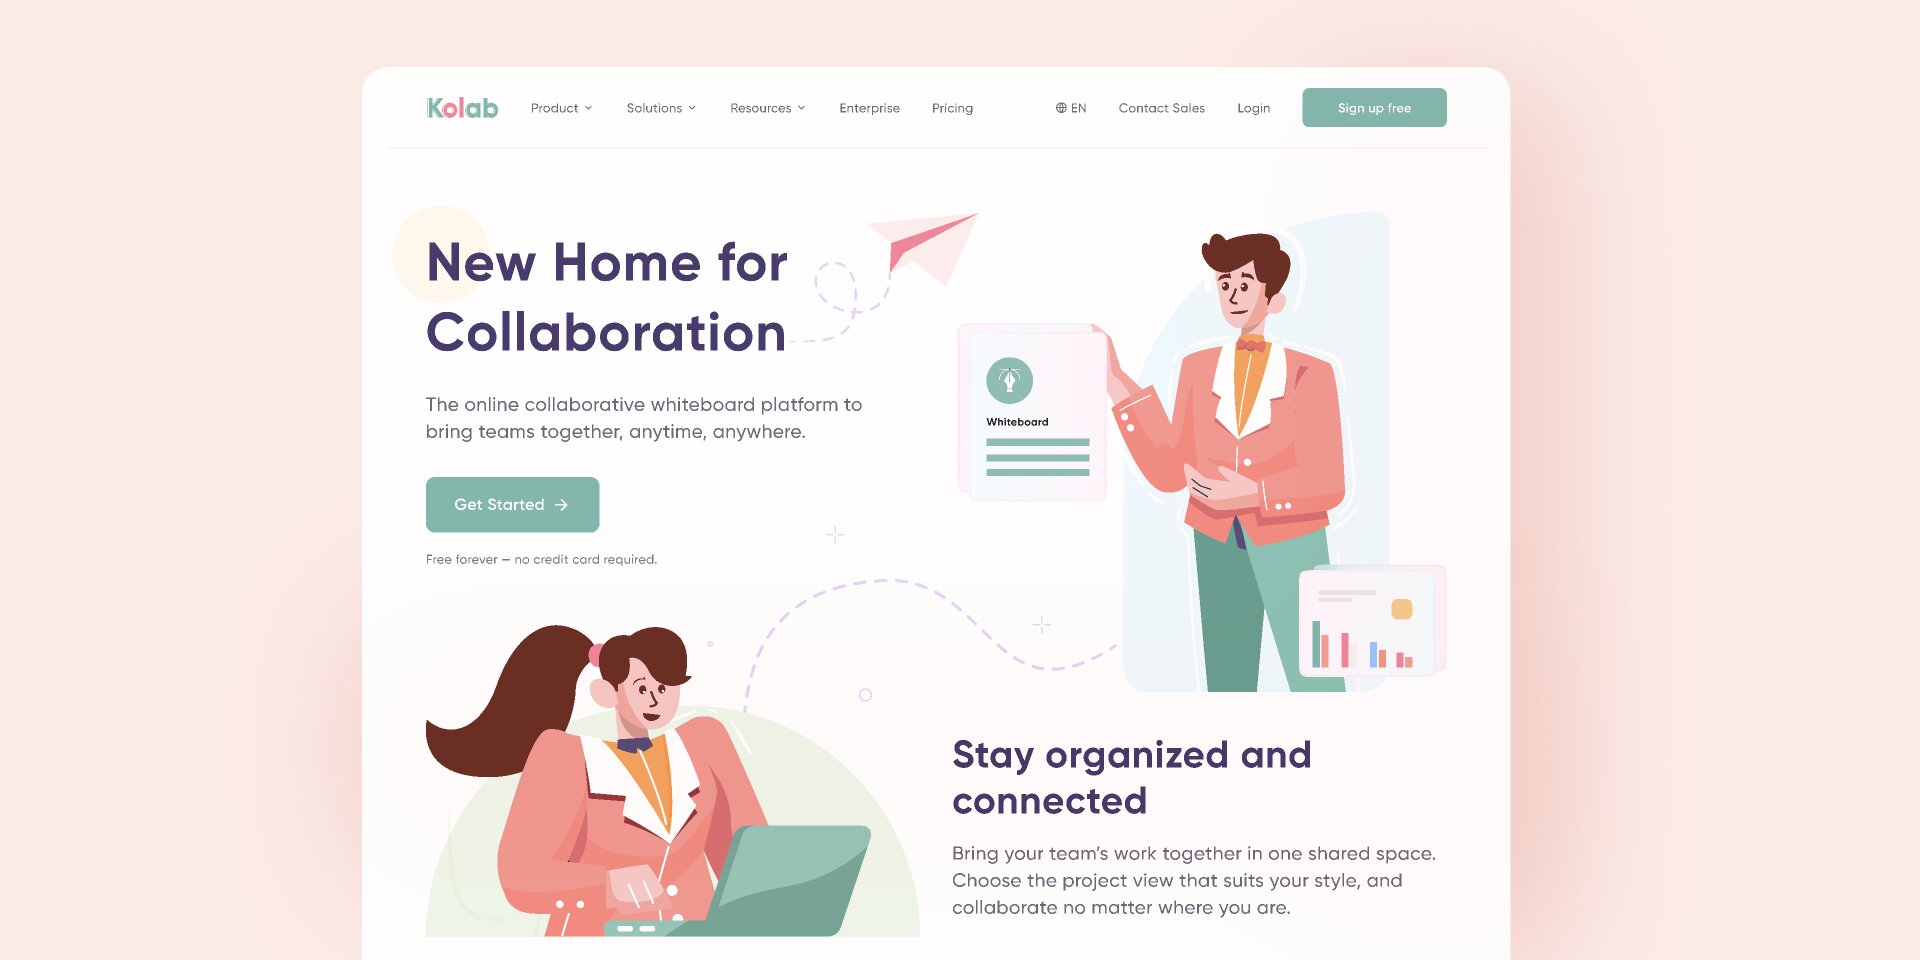 Kolab
Product
Solutions
Resources
Enterprise
Pricing
EN
Contact Sales
Login
Sign up free
New Home for
Collaboration
The online collaborative whiteboard platform to
bring teams together, anytime, anywhere.
Get Started →
Free forever — no credit card required.
Whiteboard
Stay organized and
connected
Bring your team’s work together in one shared space.
Choose the project view that suits your style, and
collaborate no matter where you are.